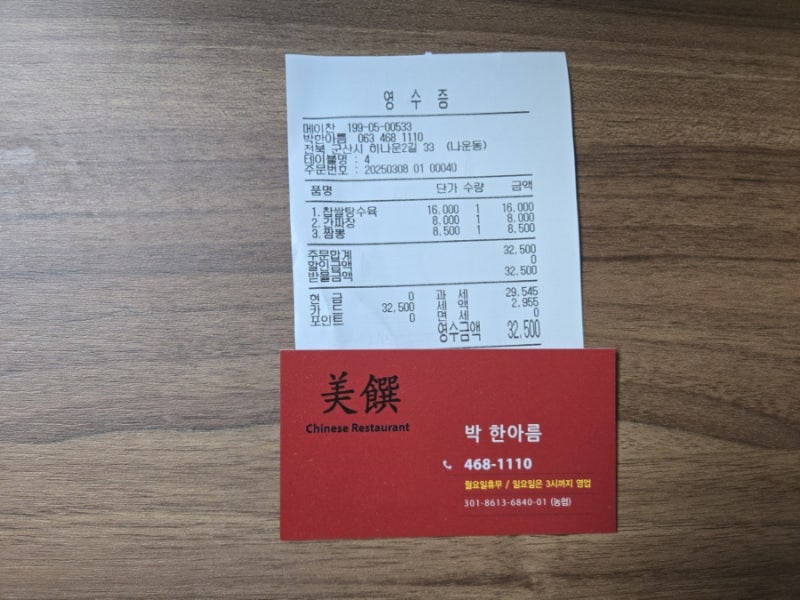 영 수 증
메이찬 199-05-00533
박한아름 063 468 1110
전북 군산시 하나운2길 33 (나운동)
테이블명 : 4
주문번호 : 20250308 01 00040
품명 단가 수량 금액
1.찹쌀탕수육 16,000 1 16,000
2.간짜장 8,000 1 8,000
3.짬뽕 8,500 1 8,500
주문합계 32,500
할인금액 0
받을금액 32,500
현 금 0 과 세 29,545
카 드 32,500 세 액 2,955
포인트 0 면 세 0
영수금액 32,500
美饌
Chinese Restaurant
박 한아름
468-1110
월요일휴무 / 일요일은 3시까지 영업
301-8613-6840-01 (농협)